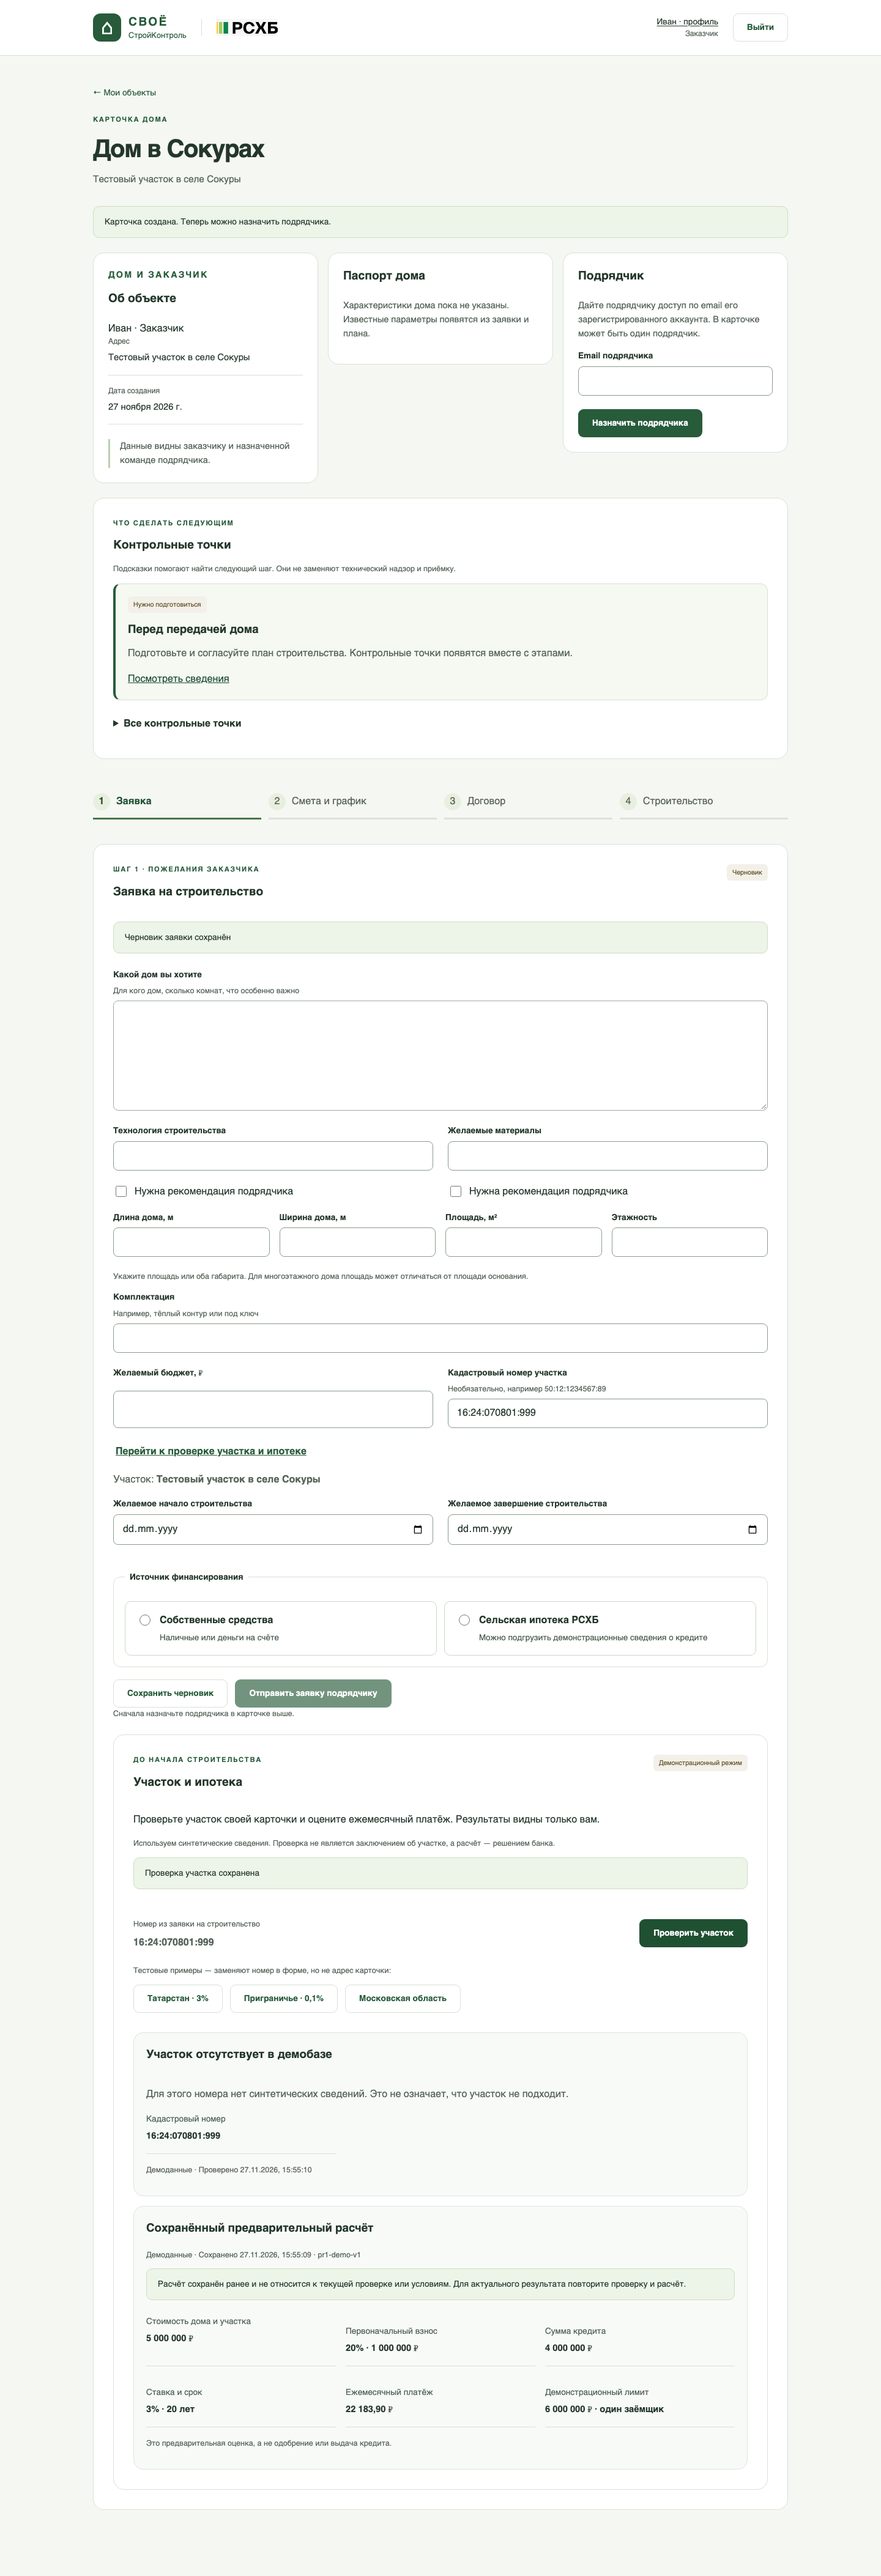 СВОЁ
СтройКонтроль
РСХБ
Иван · профиль
Заказчик
Выйти
← Мои объекты
КАРТОЧКА ДОМА
Дом в Сокурах
Тестовый участок в селе Сокуры
Карточка создана. Теперь можно назначить подрядчика.
ДОМ И ЗАКАЗЧИК
Об объекте
Иван · Заказчик
Адрес
Тестовый участок в селе Сокуры
Дата создания
27 ноября 2026 г.
Данные видны заказчику и назначенной
команде подрядчика.
Паспорт дома
Характеристики дома пока не указаны.
Известные параметры появятся из заявки и
плана.
Подрядчик
Дайте подрядчику доступ по email его
зарегистрированного аккаунта. В карточке
может быть один подрядчик.
Email подрядчика
Назначить подрядчика
ЧТО СДЕЛАТЬ СЛЕДУЮЩИМ
Контрольные точки
Подсказки помогают найти следующий шаг. Они не заменяют технический надзор и приёмку.
Нужно подготовиться
Перед передачей дома
Подготовьте и согласуйте план строительства. Контрольные точки появятся вместе с этапами.
Посмотреть сведения
▶ Все контрольные точки
1 Заявка
2 Смета и график
3 Договор
4 Строительство
ШАГ 1 · ПОЖЕЛАНИЯ ЗАКАЗЧИКА
Черновик
Заявка на строительство
Черновик заявки сохранён
Какой дом вы хотите
Для кого дом, сколько комнат, что особенно важно
Технология строительства
Желаемые материалы
Нужна рекомендация подрядчика
Нужна рекомендация подрядчика
Длина дома, м
Ширина дома, м
Площадь, м²
Этажность
Укажите площадь или оба габарита. Для многоэтажного дома площадь может отличаться от площади основания.
Комплектация
Например, тёплый контур или под ключ
Желаемый бюджет, ₽
Кадастровый номер участка
Необязательно, например 50:12:1234567:89
16:24:070801:999
Перейти к проверке участка и ипотеке
Участок: Тестовый участок в селе Сокуры
Желаемое начало строительства
Желаемое завершение строительства
dd.mm.yyyy
dd.mm.yyyy
Источник финансирования
Собственные средства
Наличные или деньги на счёте
Сельская ипотека РСХБ
Можно подгрузить демонстрационные сведения о кредите
Сохранить черновик
Отправить заявку подрядчику
Сначала назначьте подрядчика в карточке выше.
ДО НАЧАЛА СТРОИТЕЛЬСТВА
Демонстрационный режим
Участок и ипотека
Проверьте участок своей карточки и оцените ежемесячный платёж. Результаты видны только вам.
Используем синтетические сведения. Проверка не является заключением об участке, а расчёт — решением банка.
Проверка участка сохранена
Номер из заявки на строительство
16:24:070801:999
Проверить участок
Тестовые примеры — заменяют номер в форме, но не адрес карточки:
Татарстан · 3%
Приграничье · 0,1%
Московская область
Участок отсутствует в демобазе
Для этого номера нет синтетических сведений. Это не означает, что участок не подходит.
Кадастровый номер
16:24:070801:999
Демоданные · Проверено 27.11.2026, 15:55:10
Сохранённый предварительный расчёт
Демоданные · Сохранено 27.11.2026, 15:55:09 · pr1-demo-v1
Расчёт сохранён ранее и не относится к текущей проверке или условиям. Для актуального результата повторите проверку и расчёт.
Стоимость дома и участка
5 000 000 ₽
Первоначальный взнос
20% · 1 000 000 ₽
Сумма кредита
4 000 000 ₽
Ставка и срок
3% · 20 лет
Ежемесячный платёж
22 183,90 ₽
Демонстрационный лимит
6 000 000 ₽ · один заёмщик
Это предварительная оценка, а не одобрение или выдача кредита.